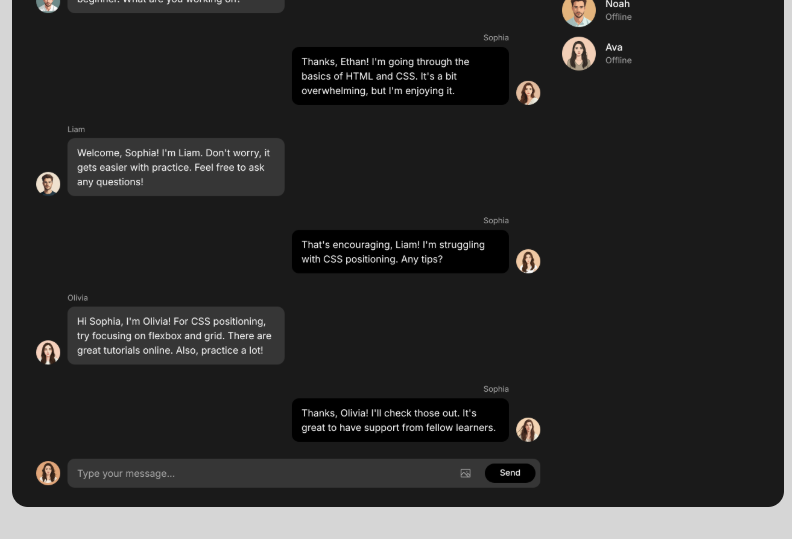 beginner. What are you working on?
Noah
Offline
Ava
Offline
Sophia
Thanks, Ethan! I'm going through the
basics of HTML and CSS. It's a bit
overwhelming, but I'm enjoying it.
Liam
Welcome, Sophia! I'm Liam. Don't worry, it
gets easier with practice. Feel free to ask
any questions!
Sophia
That's encouraging, Liam! I'm struggling
with CSS positioning. Any tips?
Olivia
Hi Sophia, I'm Olivia! For CSS positioning,
try focusing on flexbox and grid. There are
great tutorials online. Also, practice a lot!
Sophia
Thanks, Olivia! I'll check those out. It's
great to have support from fellow learners.
Type your message...
Send